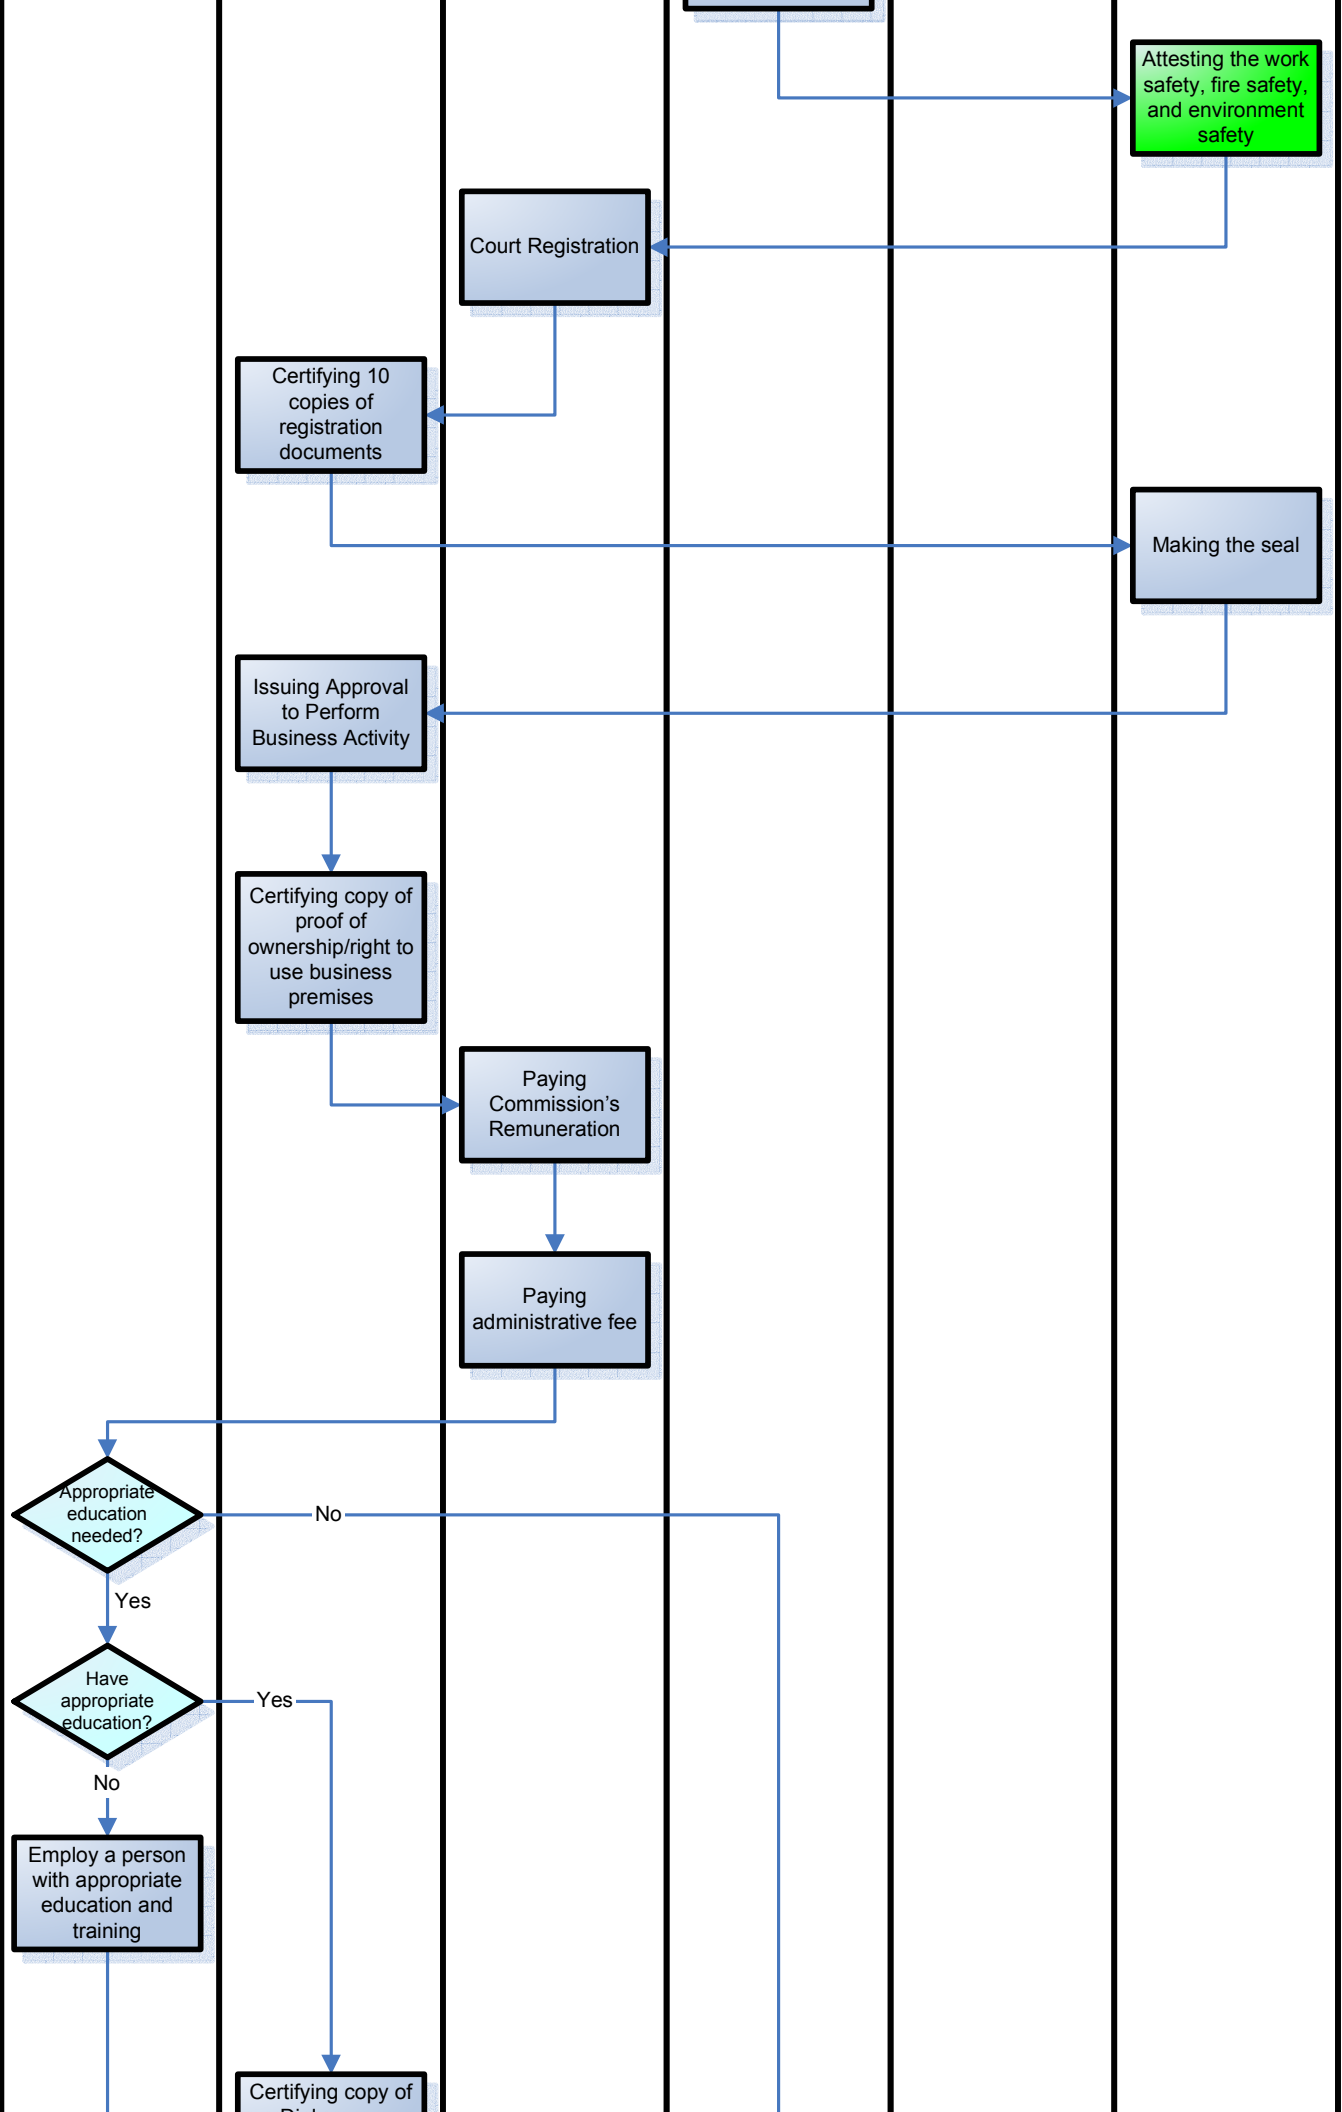 Attesting the work
safety, fire safety,
and environment
safety
Court Registration
Certifying 10
copies of
registration
documents
Making the seal
Issuing Approval
to Perform
Business Activity
Certifying copy of
proof of
ownership/right to
use business
premises
Paying
Commission’s
Remuneration
Paying
administrative fee
Appropriate
education
needed?
No
Yes
Have
appropriate
education?
Yes
No
Employ a person
with appropriate
education and
training
Certifying copy of